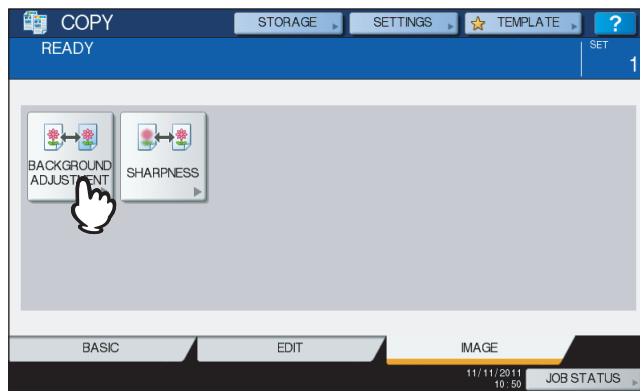 COPY STORAGE SETTINGS TEMPLATE ?
READY SET
1
BACKGROUND
ADJUSTMENT
SHARPNESS
BASIC EDIT IMAGE
11/11/2011
10:50
JOB STATUS